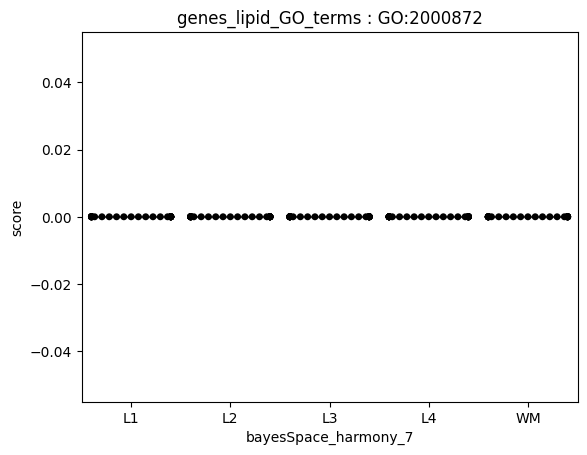 genes_lipid_GO_terms : GO:2000872
0.04
0.02
0.00
−0.02
−0.04
score
L1 L2 L3 L4 WM
bayesSpace_harmony_7